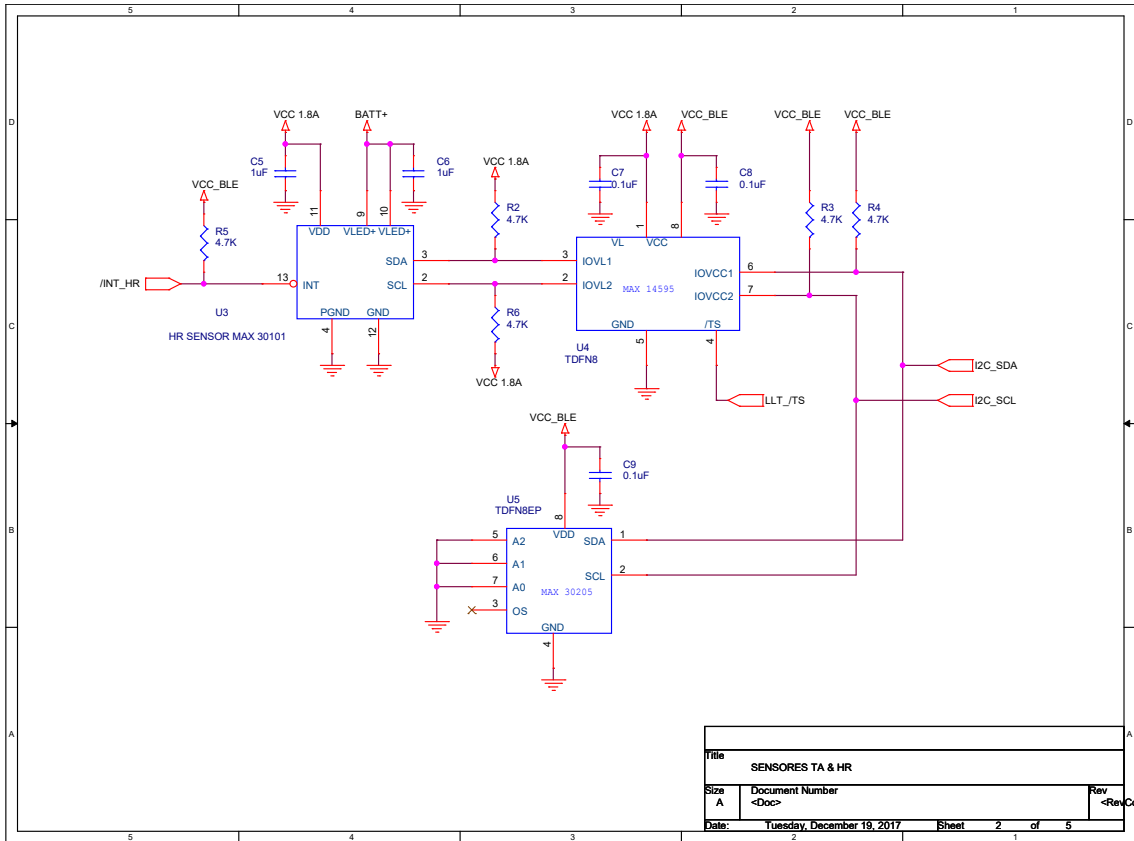 5 4 3 2 1
D
C
B
A
VCC 1.8A
BATT+
VCC 1.8A
VCC_BLE
VCC_BLE
VCC_BLE
C5
1uF
C6
1uF
VCC 1.8A
C7
0.1uF
C8
0.1uF
VCC_BLE
R5
4.7K
R2
4.7K
R3
4.7K
R4
4.7K
11
9
10
1
8
VDD
VLED+
VLED+
VL
VCC
SDA
3
3
IOVL1
IOVCC1
6
/INT_HR
13
INT
SCL
2
2
IOVL2
MAX 14595
IOVCC2
7
U3
PGND
GND
R6
4.7K
GND
/TS
HR SENSOR MAX 30101
4
12
U4
TDFN8
5
4
VCC 1.8A
I2C_SDA
LLT_/TS
I2C_SCL
VCC_BLE
C9
0.1uF
U5
TDFN8EP
8
VDD
5
A2
SDA
1
6
A1
SCL
2
7
A0
MAX 30205
3
OS
GND
4
D
C
B
A
Title
SENSORES TA & HR
Size
A
Document Number
<Doc>
Rev
Date:
Tuesday, December 19, 2017
Sheet
2 of 5
5 4 3 2 1